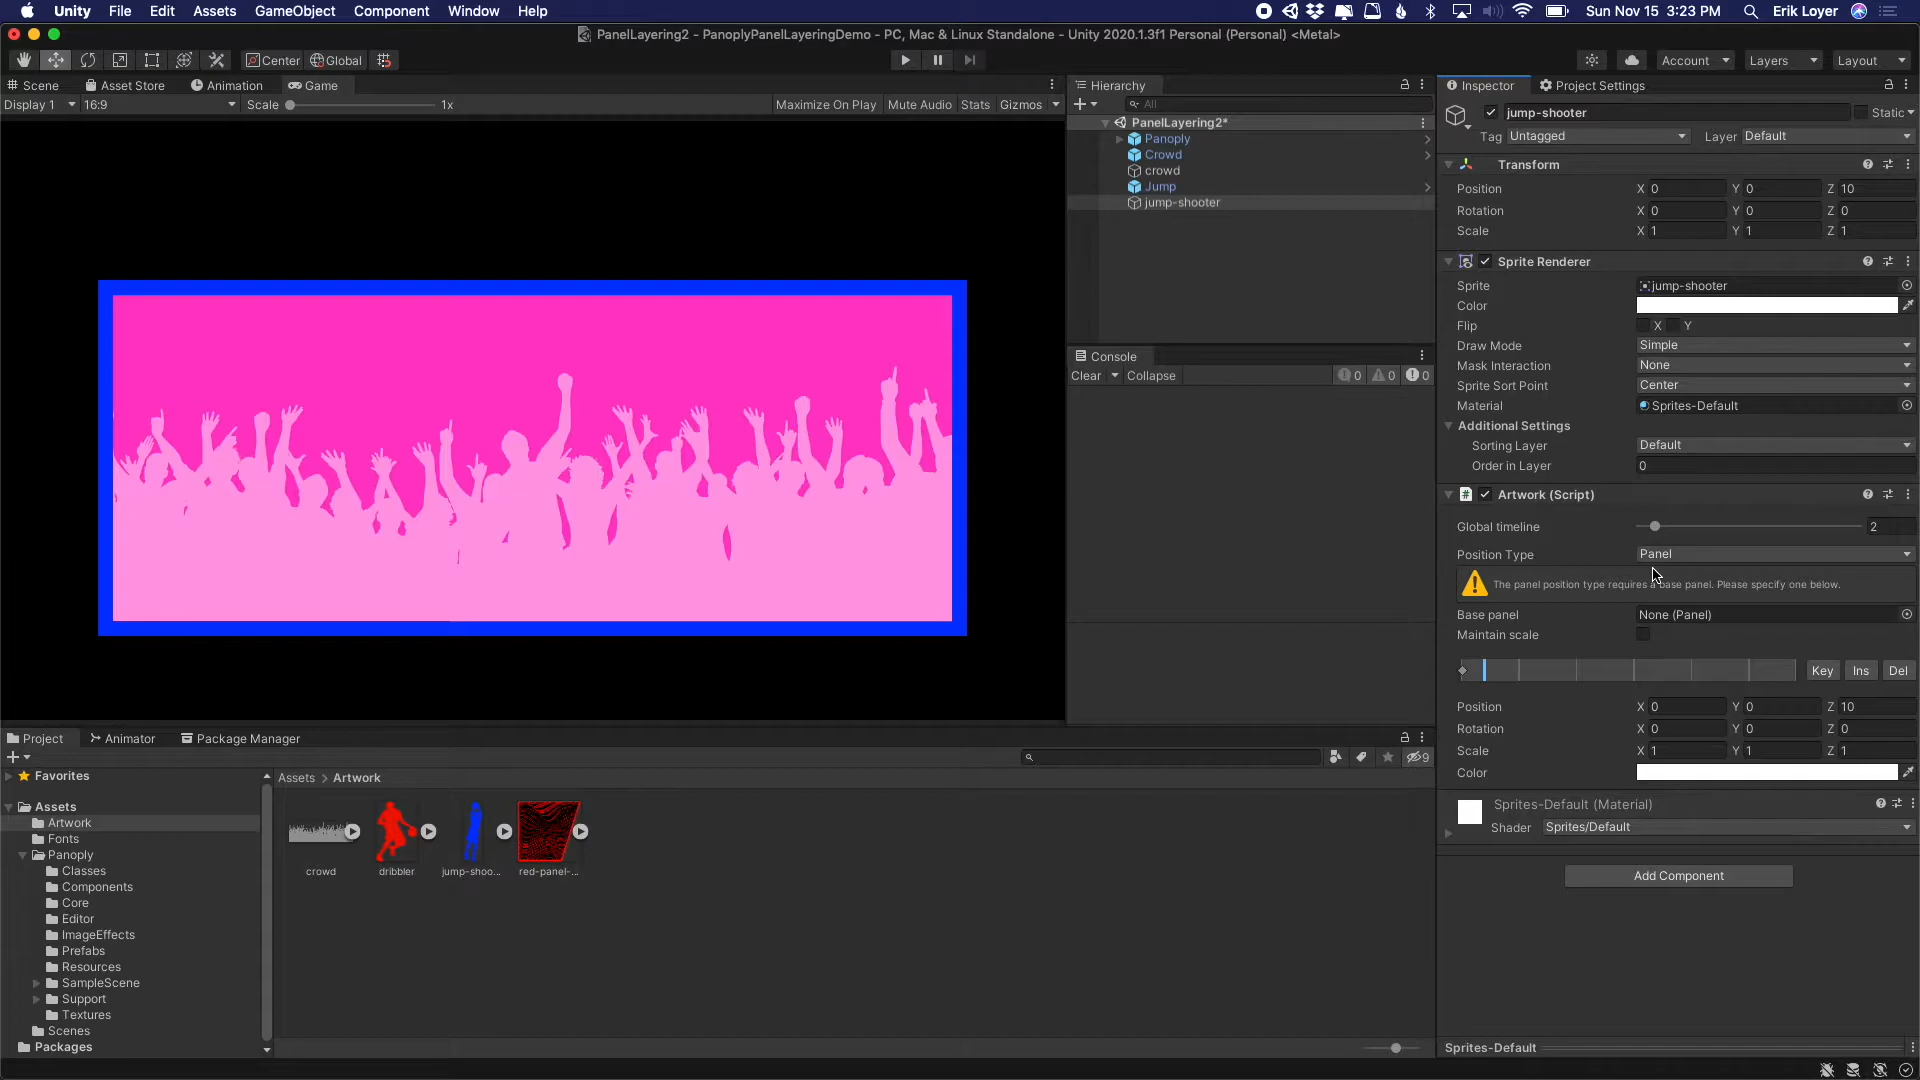 Unity File Edit Assets GameObject Component Window Help Sun Nov 15 3:23 PM Erik Loyer
PanelLayering2 - PanoplyPanelLayeringDemo - PC, Mac & Linux Standalone - Unity 2020.1.3f1 Personal (Personal) <Metal>
Center Global Account Layers Layout
Scene Asset Store Animation Game
Display 1 16:9 Scale 1x Maximize On Play Mute Audio Stats Gizmos
Hierarchy
All
PanelLayering2*
Panoply
Crowd
crowd
Jump
jump-shooter
Console
Clear Collapse 0 0 0
Inspector Project Settings
jump-shooter Static
Tag Untagged Layer Default
Transform
Position X 0 Y 0 Z 10
Rotation X 0 Y 0 Z 0
Scale X 1 Y 1 Z 1
Sprite Renderer
Sprite jump-shooter
Color
Flip X Y
Draw Mode Simple
Mask Interaction None
Sprite Sort Point Center
Material Sprites-Default
Additional Settings
Sorting Layer Default
Order in Layer 0
# Artwork (Script)
Global timeline 2
Position Type Panel
The panel position type requires a base panel. Please specify one below.
Base panel None (Panel)
Maintain scale
Key Ins Del
Position X 0 Y 0 Z 10
Rotation X 0 Y 0 Z 0
Scale X 1 Y 1 Z 1
Color
Sprites-Default (Material)
Shader Sprites/Default
Add Component
Sprites-Default
Project Animator Package Manager
9
Favorites
Assets
Artwork
Fonts
Panoply
Classes
Components
Core
Editor
ImageEffects
Prefabs
Resources
SampleScene
Support
Textures
Scenes
Packages
Assets > Artwork
crowd dribbler jump-shoo... red-panel-...